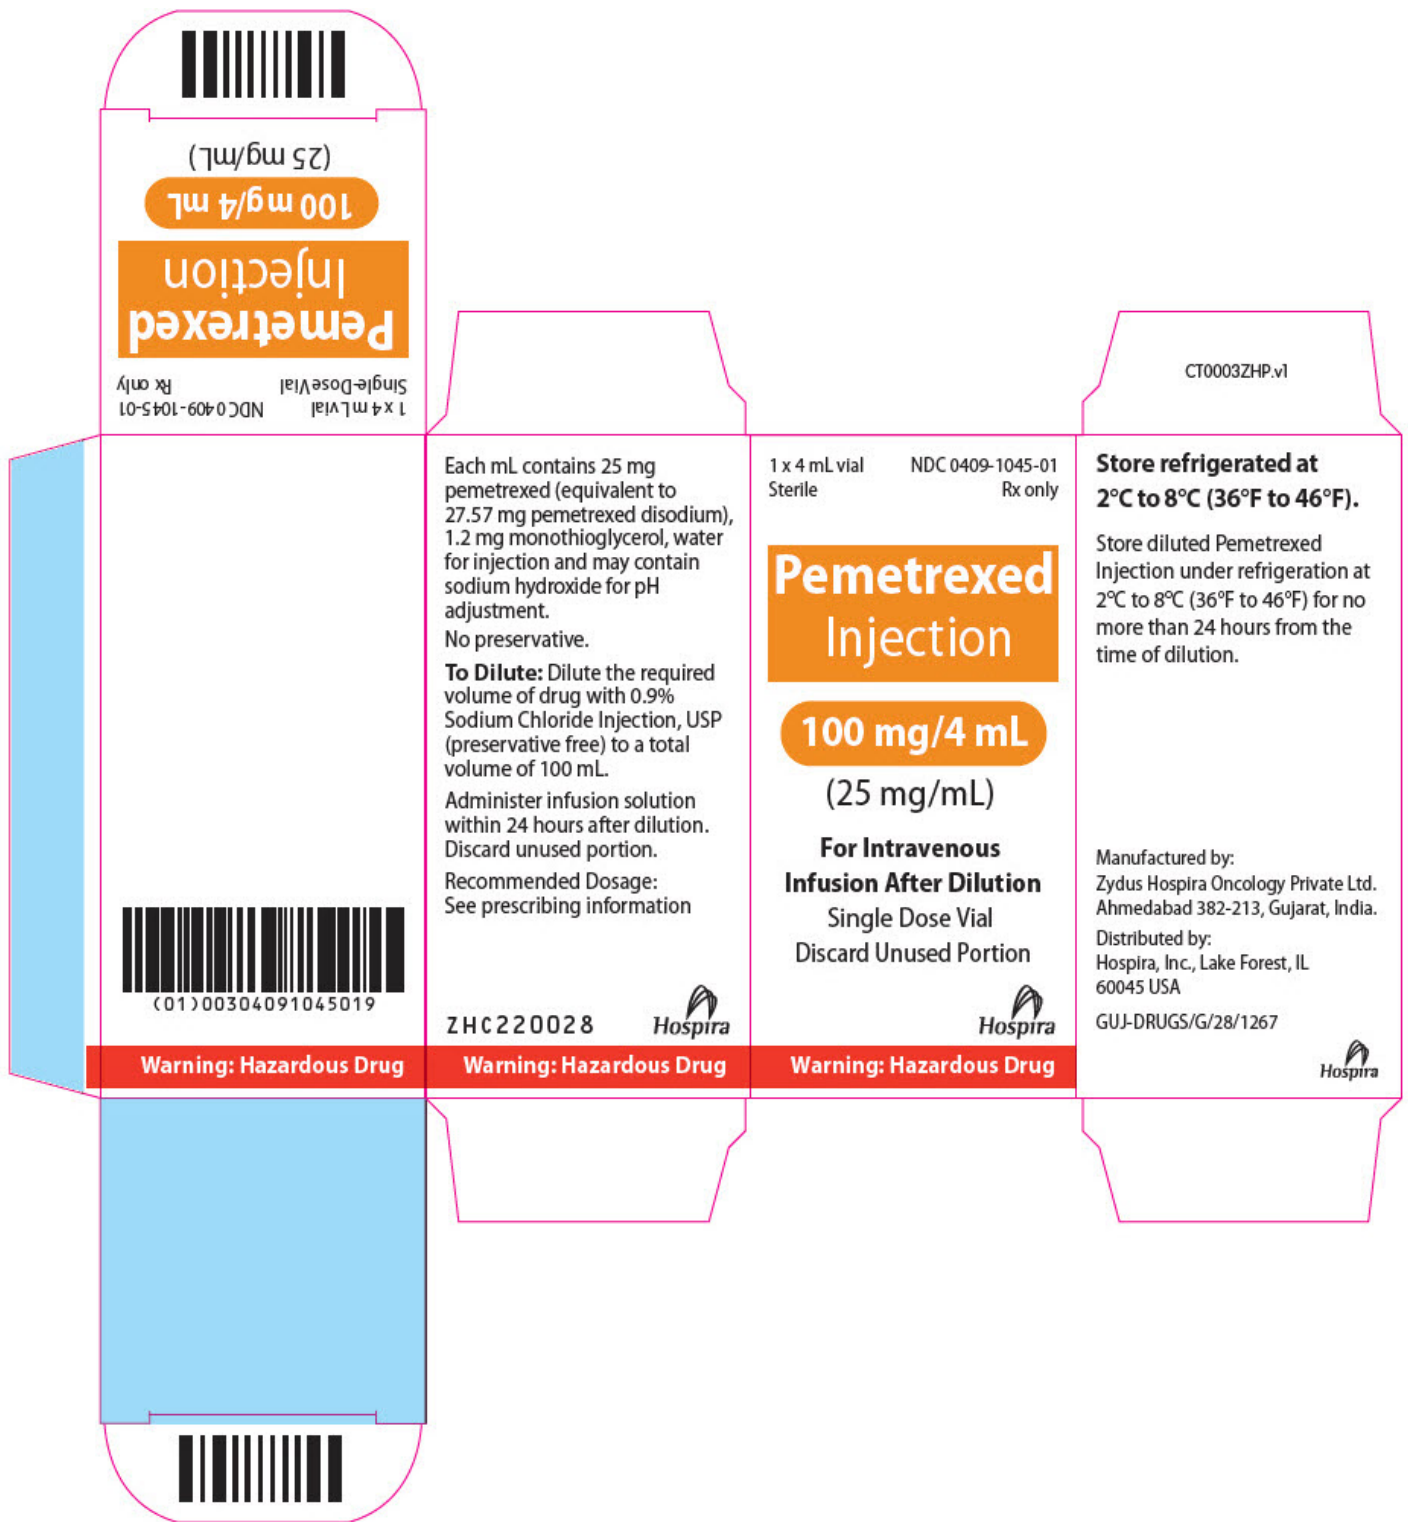 (25 mg/mL)
100 mg/4 mL
Pemetrexed
Injection
1 x 4 mL vial NDC 0409-1045-01
Single-Dose Vial Rx only
(01)00304091045019
Warning: Hazardous Drug
Each mL contains 25 mg
pemetrexed (equivalent to
27.57 mg pemetrexed disodium),
1.2 mg monothioglycerol, water
for injection and may contain
sodium hydroxide for pH
adjustment.
No preservative.
To Dilute: Dilute the required
volume of drug with 0.9%
Sodium Chloride Injection, USP
(preservative free) to a total
volume of 100 mL.
Administer infusion solution
within 24 hours after dilution.
Discard unused portion.
Recommended Dosage:
See prescribing information
ZHC220028 Hospira
Warning: Hazardous Drug
1 x 4 mL vial NDC 0409-1045-01
Sterile Rx only
Pemetrexed
Injection
100 mg/4 mL
(25 mg/mL)
For Intravenous
Infusion After Dilution
Single Dose Vial
Discard Unused Portion
Hospira
Warning: Hazardous Drug
CT0003ZHP.v1
Store refrigerated at
2°C to 8°C (36°F to 46°F).
Store diluted Pemetrexed
Injection under refrigeration at
2°C to 8°C (36°F to 46°F) for no
more than 24 hours from the
time of dilution.
Manufactured by:
Zydus Hospira Oncology Private Ltd.
Ahmedabad 382-213, Gujarat, India.
Distributed by:
Hospira, Inc., Lake Forest, IL
60045 USA
GUJ-DRUGS/G/28/1267
Hospira